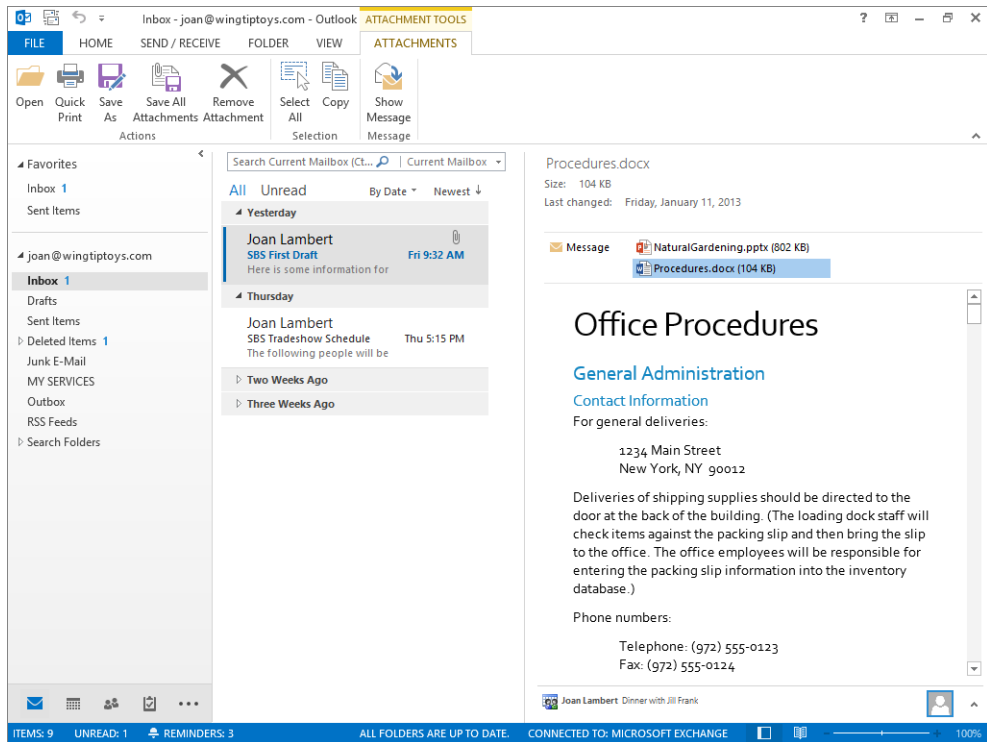 Inbox - joan@wingtiptoys.com - Outlook
ATTACHMENT TOOLS
?
FILE HOME SEND / RECEIVE FOLDER VIEW ATTACHMENTS
Open
Quick Print
Save As
Save All Attachments
Remove Attachment
Select All
Copy
Show Message
Actions
Selection
Message
Favorites
Inbox 1
Sent Items
joan@wingtiptoys.com
Inbox 1
Drafts
Sent Items
Deleted Items 1
Junk E-Mail
MY SERVICES
Outbox
RSS Feeds
Search Folders
Search Current Mailbox (Ct... Current Mailbox
All Unread By Date Newest
Yesterday
Joan Lambert
SBS First Draft Fri 9:32 AM
Here is some information for
Thursday
Joan Lambert
SBS Tradeshow Schedule Thu 5:15 PM
The following people will be
Two Weeks Ago
Three Weeks Ago
Procedures.docx
Size: 104 KB
Last changed: Friday, January 11, 2013
Message NaturalGardening.pptx (802 KB)
Procedures.docx (104 KB)
Office Procedures
General Administration
Contact Information
For general deliveries:
1234 Main Street
New York, NY 90012
Deliveries of shipping supplies should be directed to the
door at the back of the building. (The loading dock staff will
check items against the packing slip and then bring the slip
to the office. The office employees will be responsible for
entering the packing slip information into the inventory
database.)
Phone numbers:
Telephone: (972) 555-0123
Fax: (972) 555-0124
Joan Lambert Dinner with Jill Frank
ITEMS: 9 UNREAD: 1 REMINDERS: 3 ALL FOLDERS ARE UP TO DATE. CONNECTED TO: MICROSOFT EXCHANGE 100%